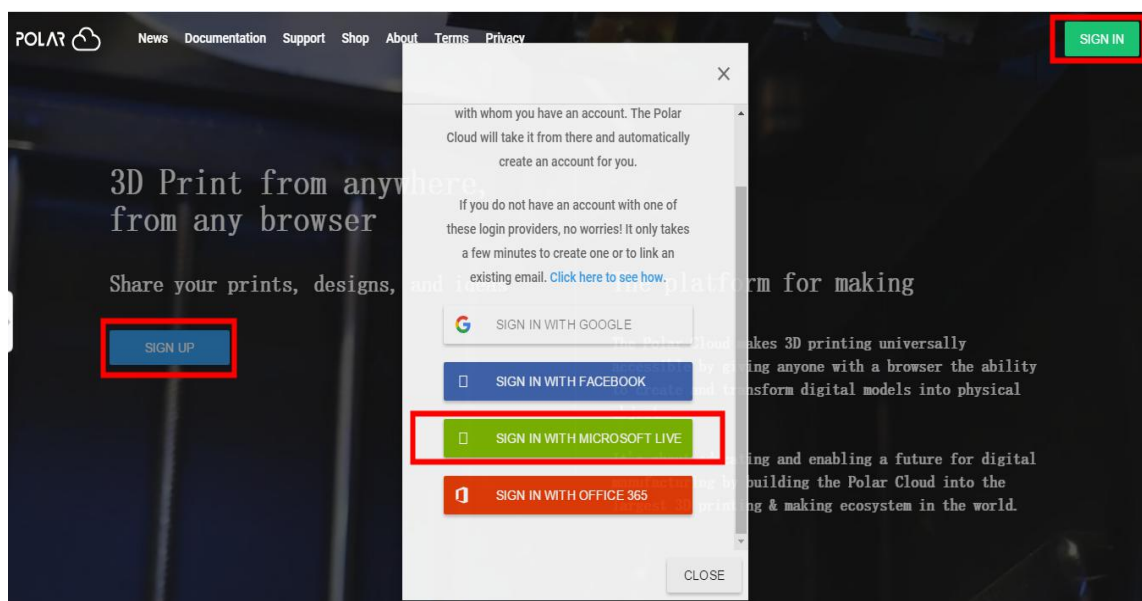 POLAR
News Documentation Support Shop About Terms Privacy
SIGN IN
with whom you have an account. The Polar
Cloud will take it from there and automatically
create an account for you.
If you do not have an account with one of
these login providers, no worries! It only takes
a few minutes to create one or to link an
existing email. Click here to see how.
SIGN IN WITH GOOGLE
SIGN IN WITH FACEBOOK
SIGN IN WITH MICROSOFT LIVE
SIGN IN WITH OFFICE 365
CLOSE
3D Print from anywhere,
from any browser
Share your prints, designs, and
SIGN UP
The platform for making
The Polar Cloud makes 3D printing universally
accessible by giving anyone with a browser the ability
to create and transform digital models into physical
ing and enabling a future for digital
manufacturing by building the Polar Cloud into the
largest 3D printing & making ecosystem in the world.